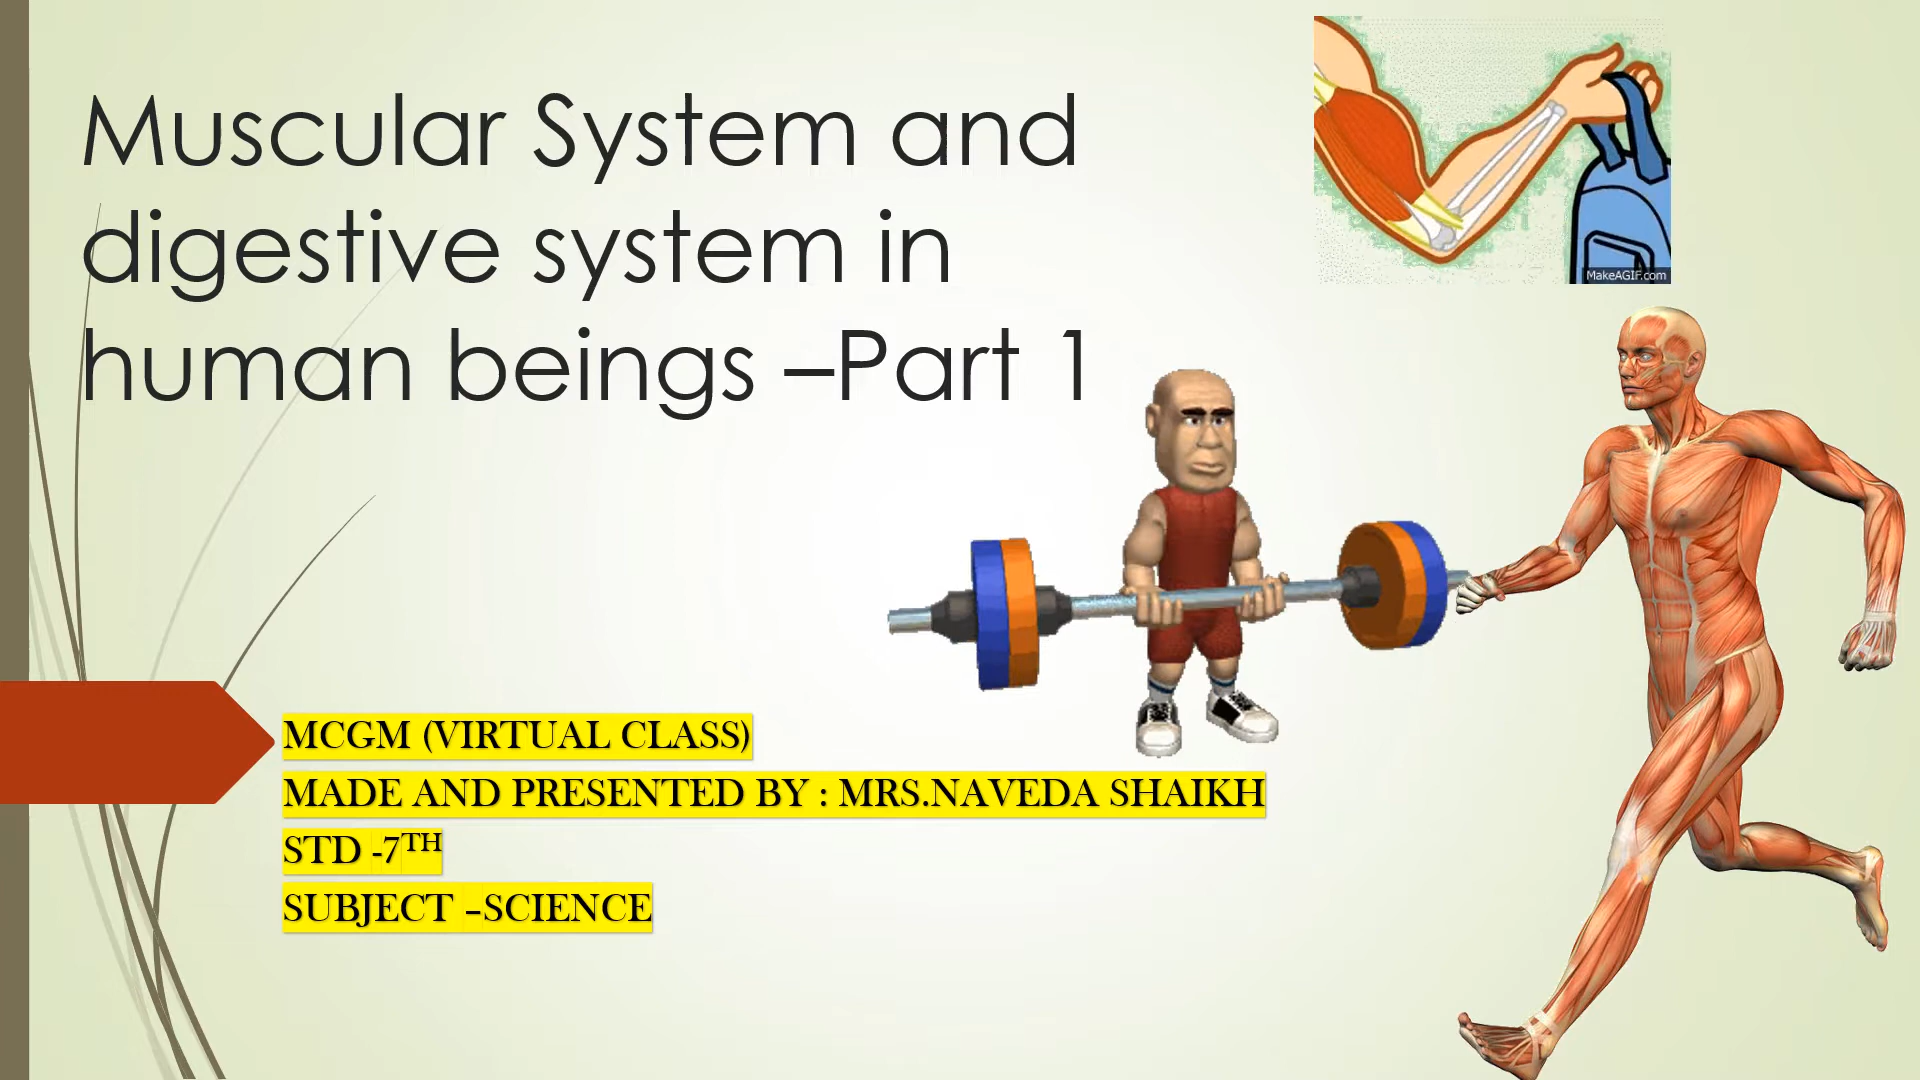 Muscular System and
digestive system in
human beings –Part 1
MakeAGIF.com
MCGM (VIRTUAL CLASS)
MADE AND PRESENTED BY : MRS.NAVEDA SHAIKH
STD -7TH
SUBJECT –SCIENCE